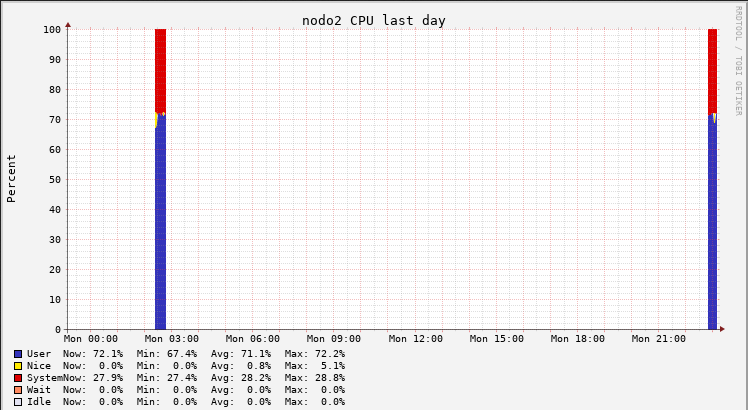 nodo2 CPU last day
RRDTOOL / TOBI OETIKER
Percent
100
90
80
70
60
50
40
30
20
10
0
Mon 00:00 Mon 03:00 Mon 06:00 Mon 09:00 Mon 12:00 Mon 15:00 Mon 18:00 Mon 21:00
User Now: 72.1% Min: 67.4% Avg: 71.1% Max: 72.2%
Nice Now: 0.0% Min: 0.0% Avg: 0.8% Max: 5.1%
SystemNow: 27.9% Min: 27.4% Avg: 28.2% Max: 28.8%
Wait Now: 0.0% Min: 0.0% Avg: 0.0% Max: 0.0%
Idle Now: 0.0% Min: 0.0% Avg: 0.0% Max: 0.0%